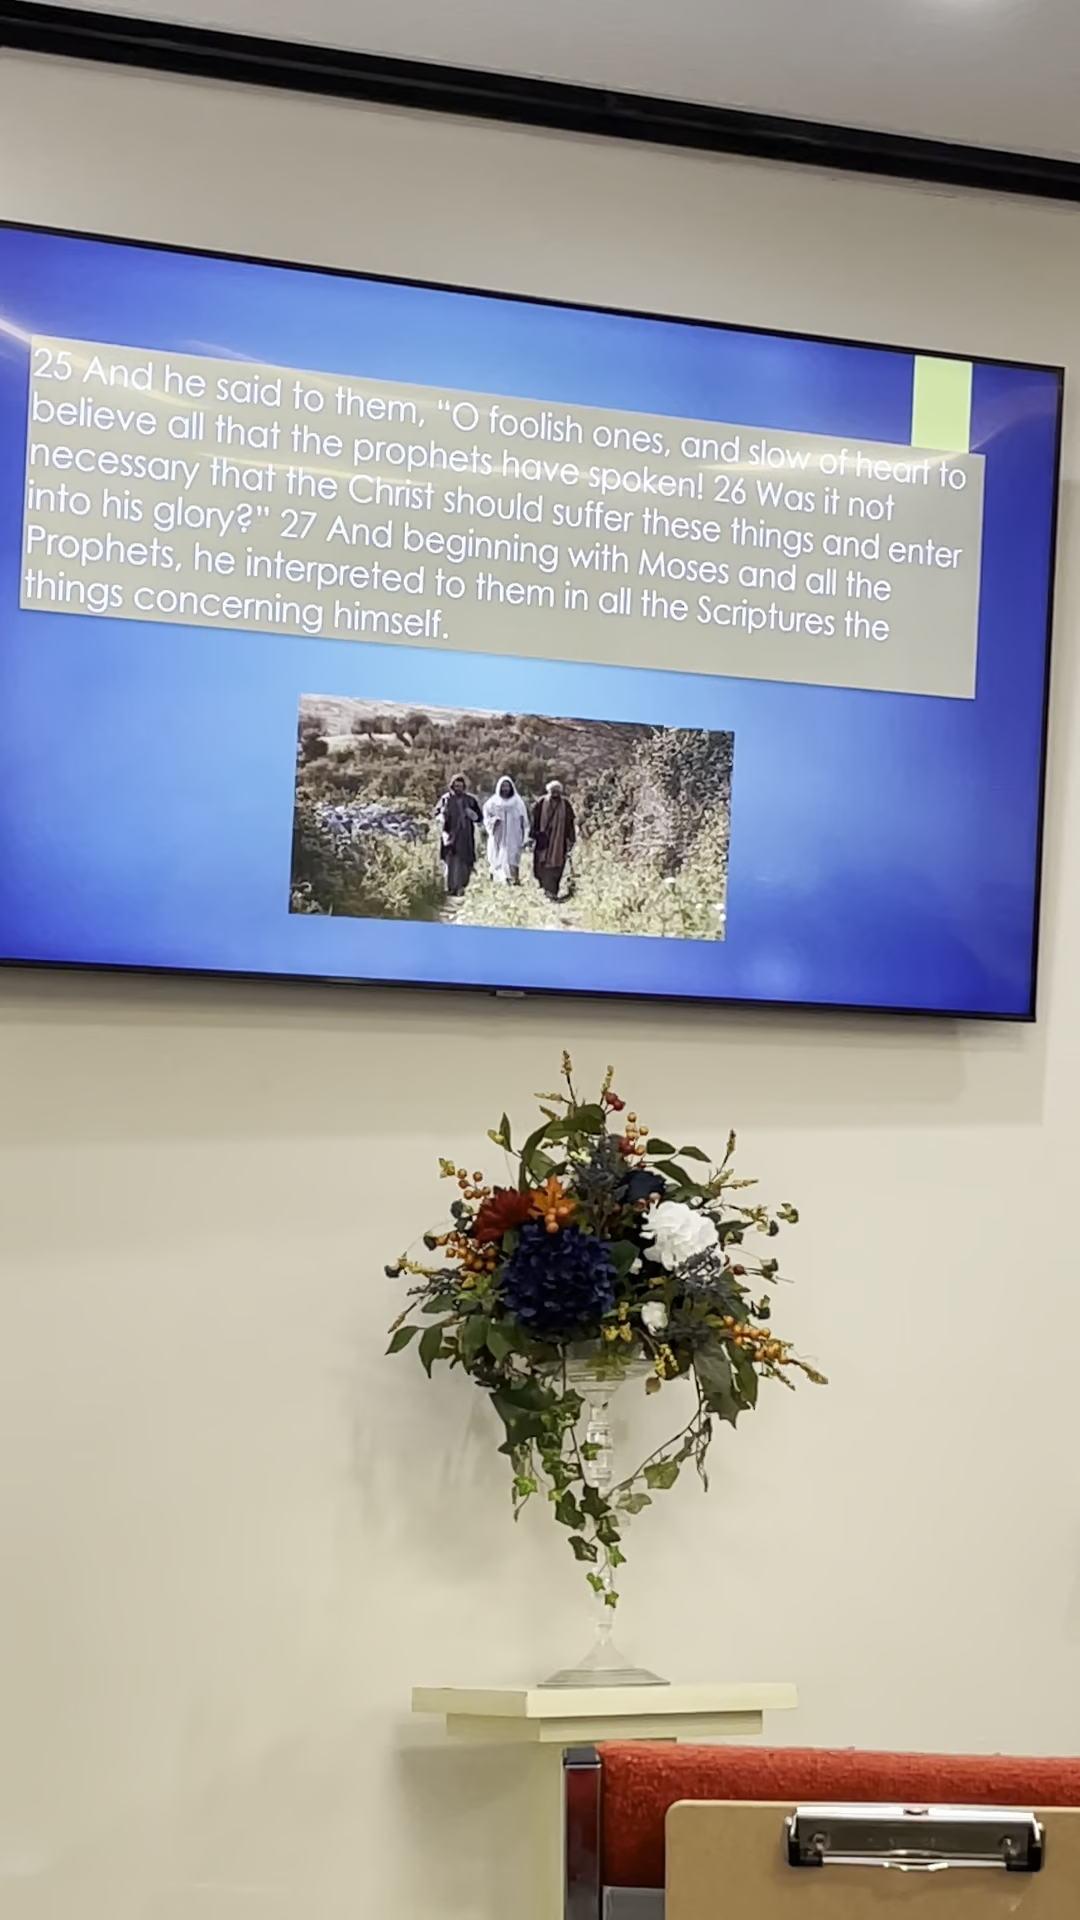 25 And he said to them, "O foolish ones, and slow of heart to
believe all that the prophets have spoken! 26 Was it not
necessary that the Christ should suffer these things and enter
into his glory?" 27 And beginning with Moses and all the
Prophets, he interpreted to them in all the Scriptures the
things concerning himself.